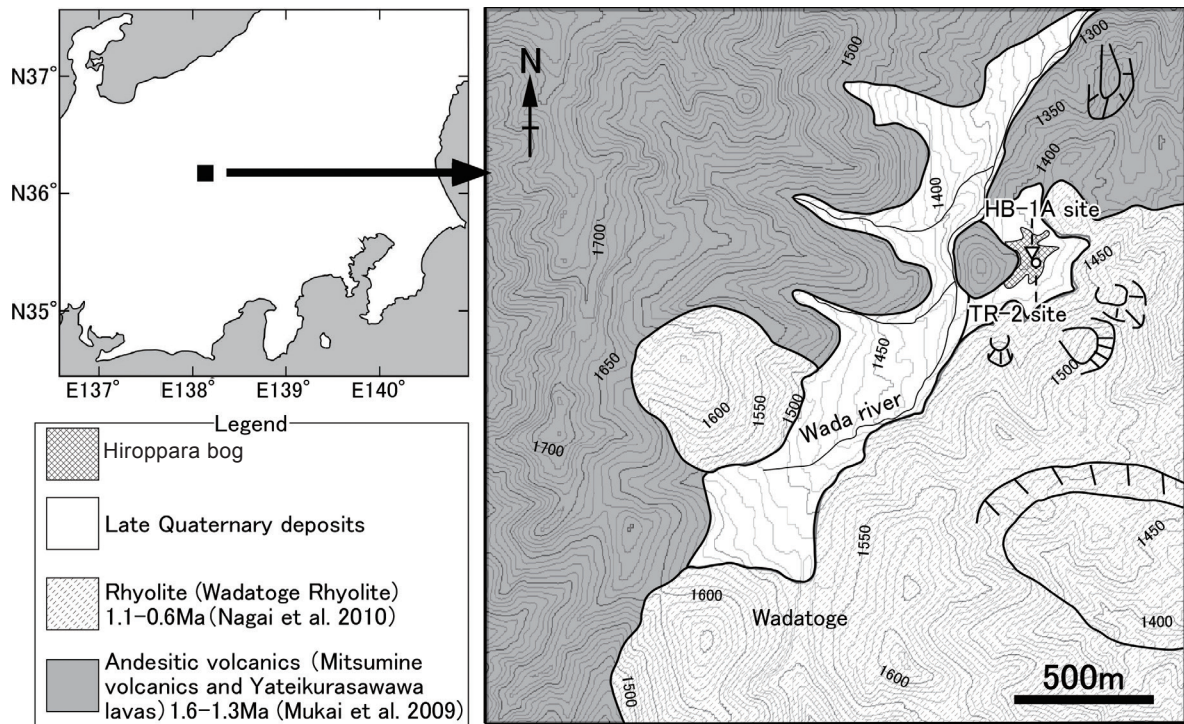 N37°
N36°
N35°
E137°
E138°
E139°
E140°
Legend
Hiroppara bog
Late Quaternary deposits
Rhyolite (Wadatoge Rhyolite)
1.1-0.6Ma (Nagai et al. 2010)
Andesitic volcanics (Mitsumine
volcanics and Yateikurasawawa
lavas) 1.6-1.3Ma (Mukai et al. 2009)
N
1500
1300
1350
1400
1400
HB-1A site
1700
1450
TR-2 site
1450
1650
1500
1500
1550
1600
Wada river
1700
1550
1450
1600
Wadatoge
1400
1600
1500
500m